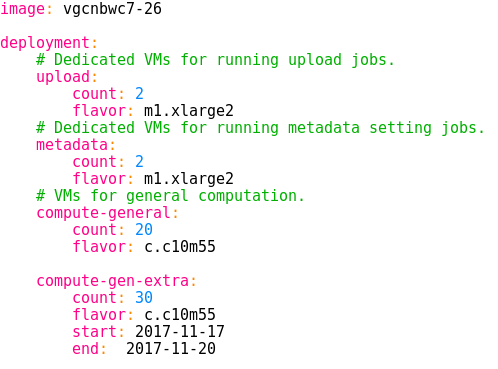 image: vgcnbwc7-26

deployment:
    # Dedicated VMs for running upload jobs.
    upload:
        count: 2
        flavor: m1.xlarge2
    # Dedicated VMs for running metadata setting jobs.
    metadata:
        count: 2
        flavor: m1.xlarge2
    # VMs for general computation.
    compute-general:
        count: 20
        flavor: c.c10m55

    compute-gen-extra:
        count: 30
        flavor: c.c10m55
        start: 2017-11-17
        end:  2017-11-20